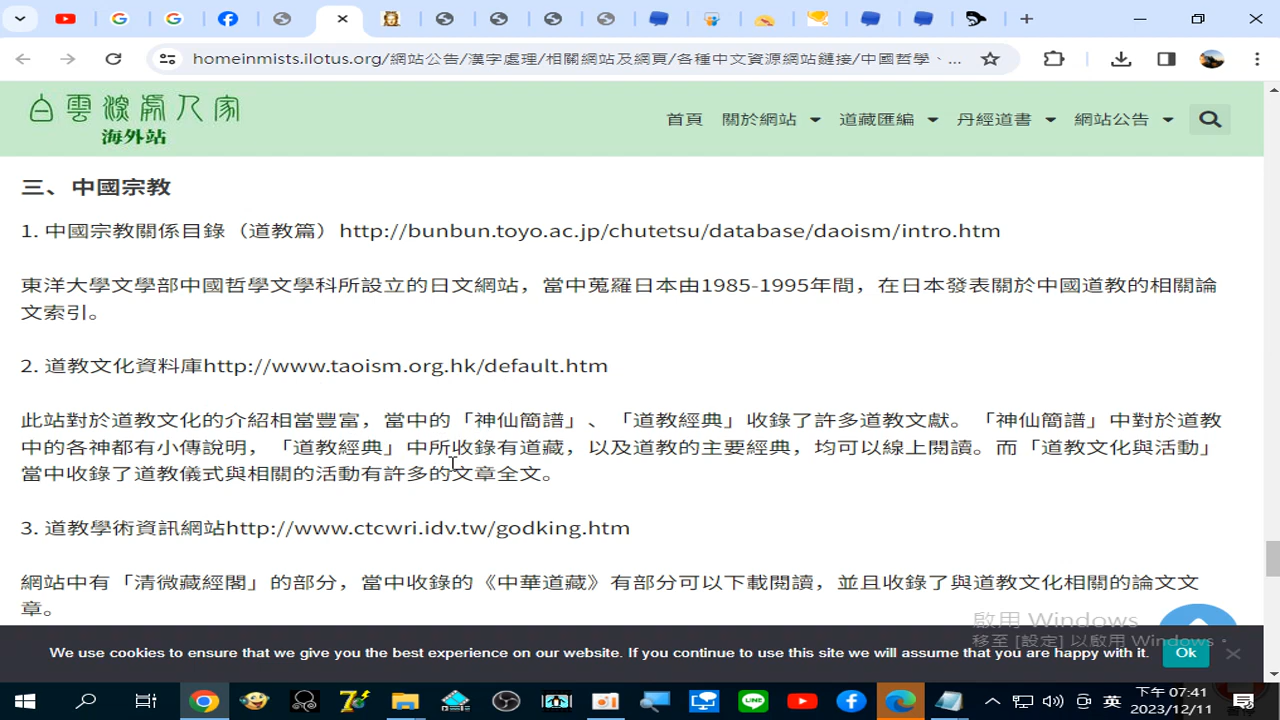 homeinmists.ilotus.org/網站公告/漢字處理/相關網站及網頁/各種中文資源網站鏈接/中國哲學、...
白雲深處人家
海外站
首頁 關於網站 道藏匯編 丹經道書 網站公告
三、中國宗教
1. 中國宗教關係目錄（道教篇）http://bunbun.toyo.ac.jp/chutetsu/database/daoism/intro.htm
東洋大學文學部中國哲學文學科所設立的日文網站，當中蒐羅日本由1985-1995年間，在日本發表關於中國道教的相關論
文索引。
2. 道教文化資料庫http://www.taoism.org.hk/default.htm
此站對於道教文化的介紹相當豐富，當中的「神仙簡譜」、「道教經典」收錄了許多道教文獻。「神仙簡譜」中對於道教
中的各神都有小傳說明，「道教經典」中所收錄有道藏，以及道教的主要經典，均可以線上閱讀。而「道教文化與活動」
當中收錄了道教儀式與相關的活動有許多的文章全文。
3. 道教學術資訊網站http://www.ctcwri.idv.tw/godking.htm
網站中有「清微藏經閣」的部分，當中收錄的《中華道藏》有部分可以下載閱讀，並且收錄了與道教文化相關的論文文
章。
啟用 Windows
移至 [設定] 以啟用 Windows。
We use cookies to ensure that we give you the best experience on our website. If you continue to use this site we will assume that you are happy with it. Ok
英 下午 07:41
2023/12/11